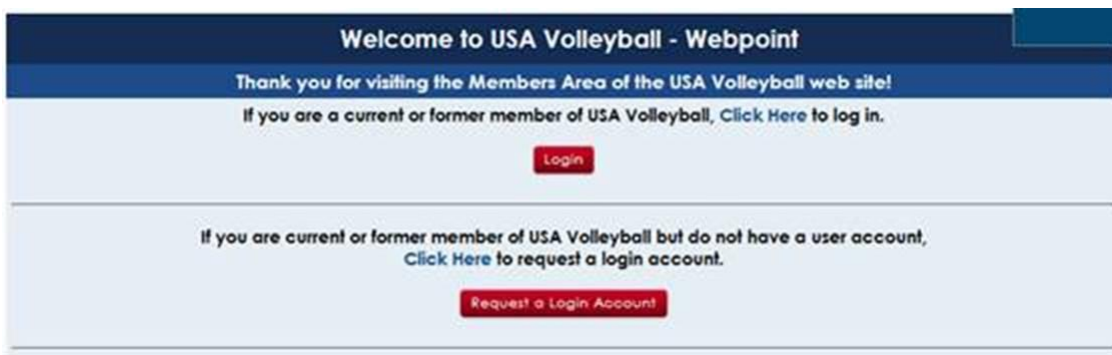 Welcome to USA Volleyball - Webpoint
Thank you for visiting the Members Area of the USA Volleyball web site!
If you are a current or former member of USA Volleyball, Click Here to log in.
Login
If you are current or former member of USA Volleyball but do not have a user account,
Click Here to request a login account.
Request a Login Account